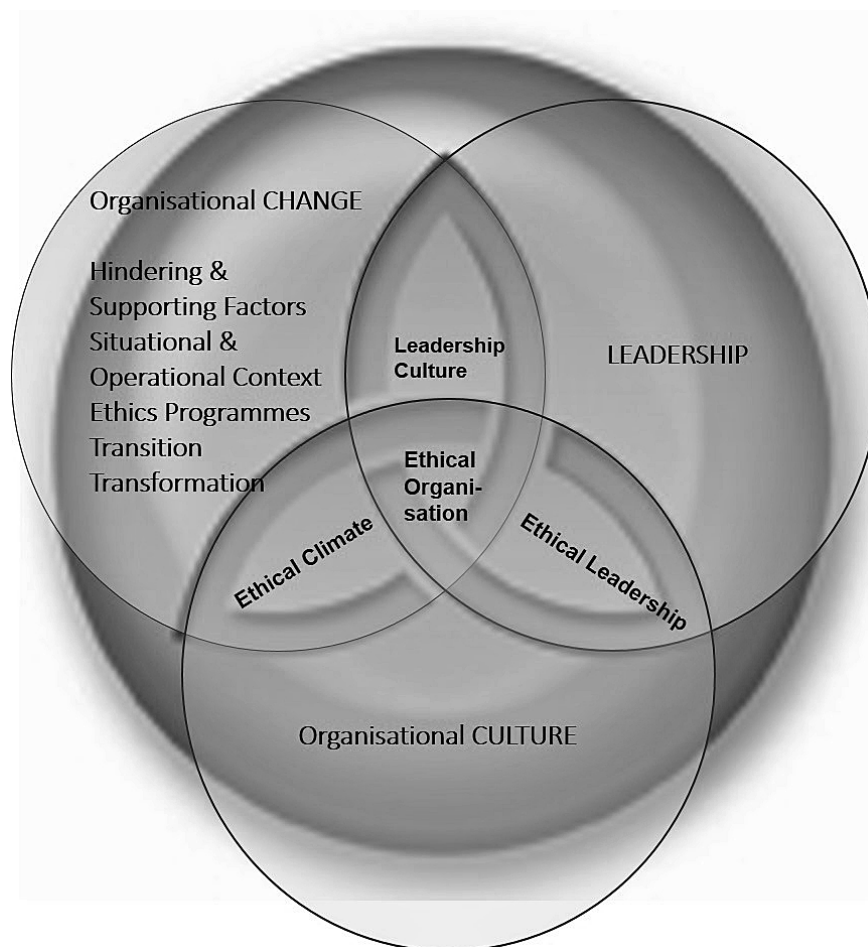 Organisational CHANGE
Hindering &
Supporting Factors
Situational &
Operational Context
Ethics Programmes
Transition
Transformation
Leadership
Culture
LEADERSHIP
Ethical
Organi-
sation
Ethical Climate
Ethical Leadership
Organisational CULTURE